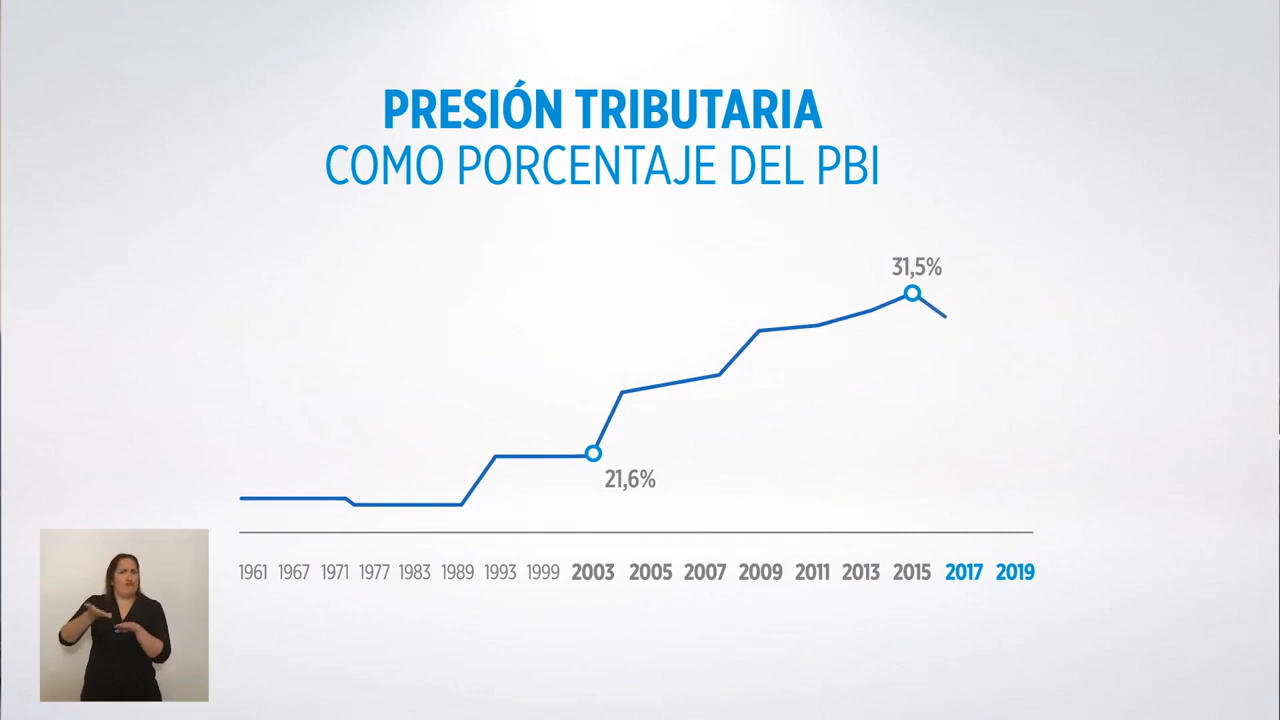 PRESIÓN TRIBUTARIA
COMO PORCENTAJE DEL PBI
31,5%
21,6%
1961 1967 1971 1977 1983 1989 1993 1999 2003 2005 2007 2009 2011 2013 2015 2017 2019